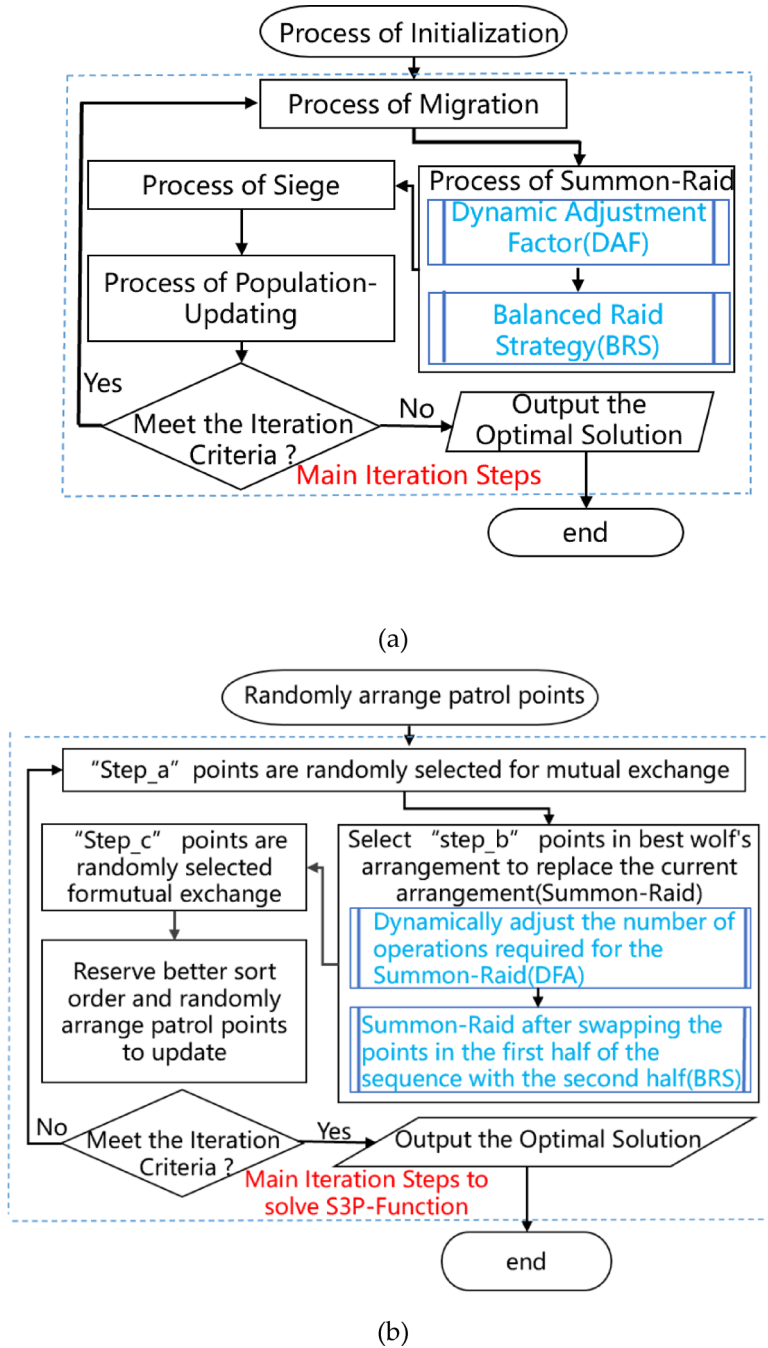 Process of Initialization
Process of Migration
Process of Siege
Process of Summon-Raid
Dynamic Adjustment
Factor(DAF)
Balanced Raid
Strategy(BRS)
Process of Population-
Updating
Yes
Meet the Iteration
Criteria ?
No
Output the
Optimal Solution
Main Iteration Steps
end
(a)
Randomly arrange patrol points
“Step_a” points are randomly selected for mutual exchange
“Step_c” points are
randomly selected
formutual exchange
Select “step_b” points in best wolf's
arrangement to replace the current
arrangement(Summon-Raid)
Dynamically adjust the number of
operations required for the
Summon-Raid(DFA)
Summon-Raid after swapping the
points in the first half of the
sequence with the second half(BRS)
Reserve better sort
order and randomly
arrange patrol points
to update
No
Meet the Iteration
Criteria ?
Yes
Output the Optimal Solution
Main Iteration Steps to
solve S3P-Function
end
(b)